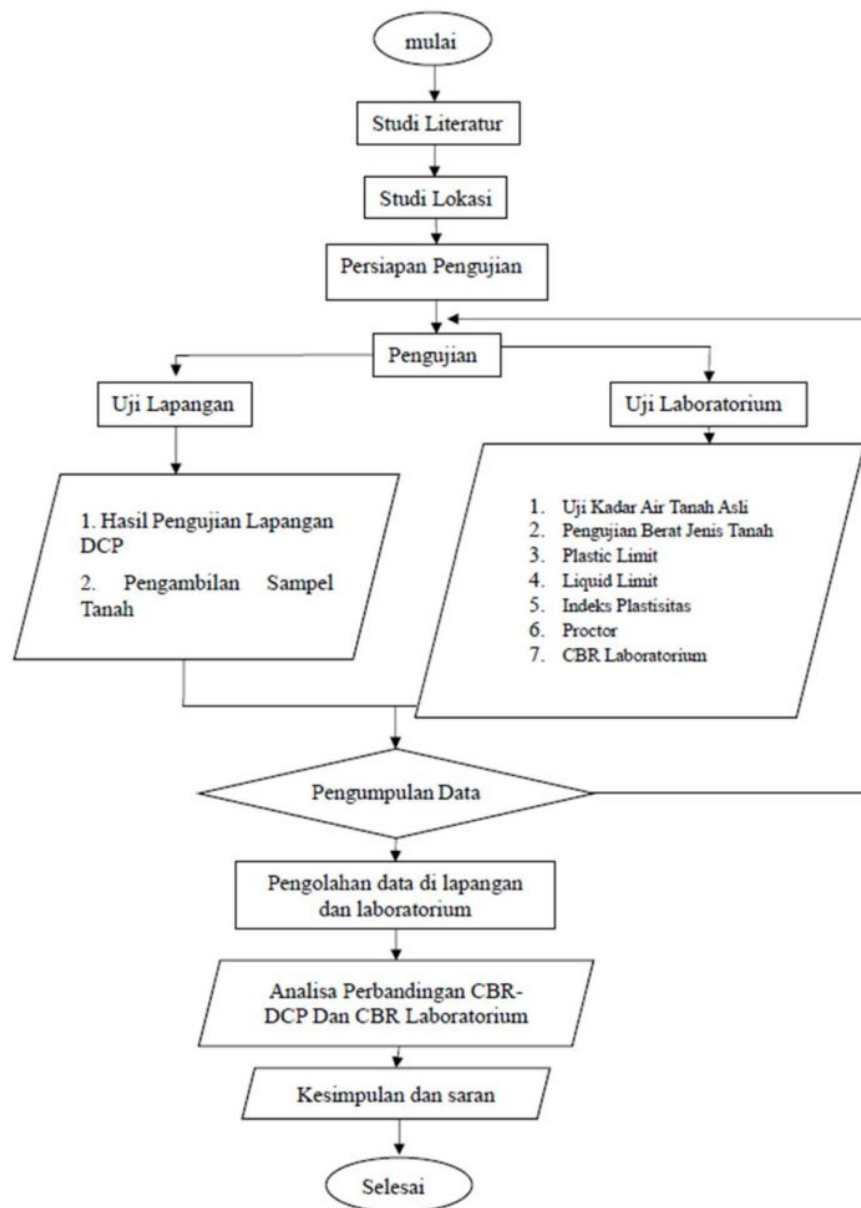 mulai
Studi Literatur
Studi Lokasi
Persiapan Pengujian
Pengujian
Uji Lapangan
Uji Laboratorium
1. Hasil Pengujian Lapangan
DCP
2. Pengambilan Sampel
Tanah
1. Uji Kadar Air Tanah Asli
2. Pengujian Berat Jenis Tanah
3. Plastic Limit
4. Liquid Limit
5. Indeks Plastisitas
6. Proctor
7. CBR Laboratorium
Pengumpulan Data
Pengolahan data di lapangan
dan laboratorium
Analisa Perbandingan CBR-
DCP Dan CBR Laboratorium
Kesimpulan dan saran
Selesai